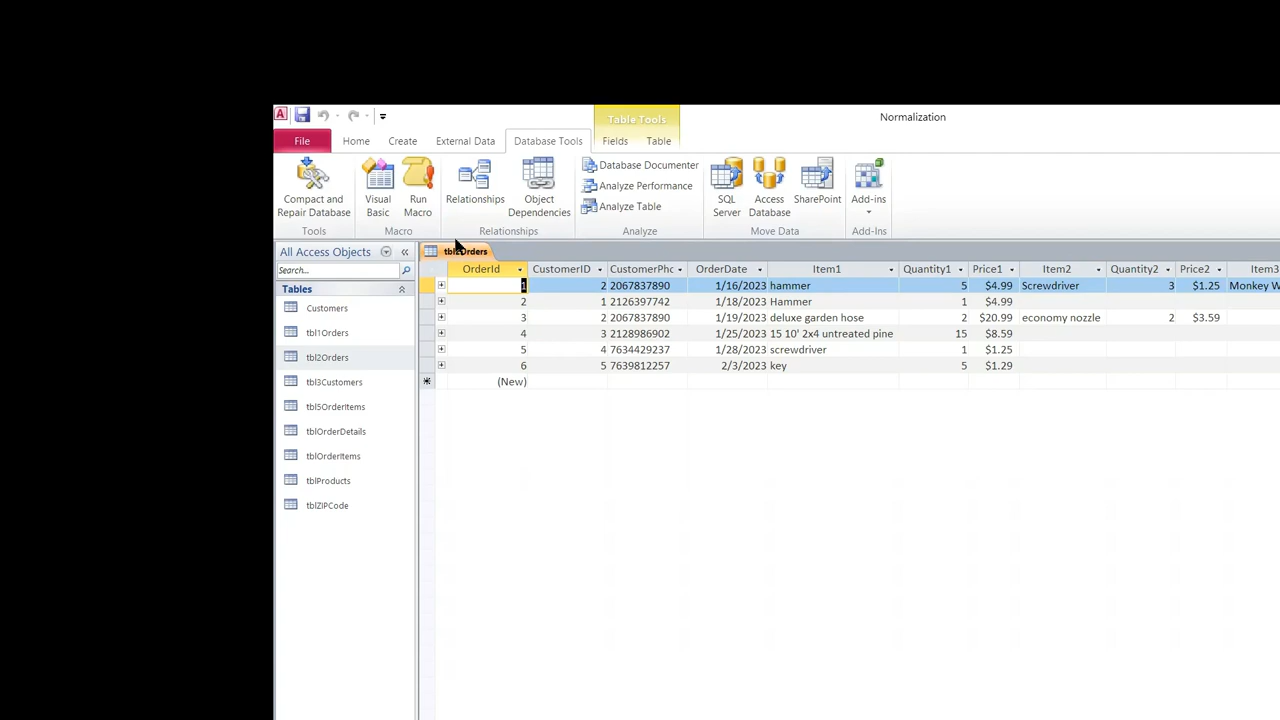 A
Table Tools
Normalization
File Home Create External Data Database Tools Fields Table
Compact and Repair Database
Visual Basic
Run Macro
Relationships
Object Dependencies
Database Documenter
Analyze Performance
Analyze Table
SQL Server
Access Database
SharePoint
Add-ins
Tools Macro Relationships Analyze Move Data Add-Ins
All Access Objects «
Search...
Tables
Customers
tbl1Orders
tbl2Orders
tbl3Customers
tbl5OrderItems
tblOrderDetails
tblOrderItems
tblProducts
tblZIPCode
OrderId CustomerID CustomerPhc OrderDate Item1 Quantity1 Price1 Item2 Quantity2 Price2 Item3
1 2 2067837890 1/16/2023 hammer 5 $4.99 Screwdriver 3 $1.25 Monkey W
2 1 2126397742 1/18/2023 Hammer 1 $4.99
3 2 2067837890 1/19/2023 deluxe garden hose 2 $20.99 economy nozzle 2 $3.59
4 3 2128986902 1/25/2023 15 10' 2x4 untreated pine 15 $8.59
5 4 7634429237 1/28/2023 screwdriver 1 $1.25
6 5 7639812257 2/3/2023 key 5 $1.29
(New)